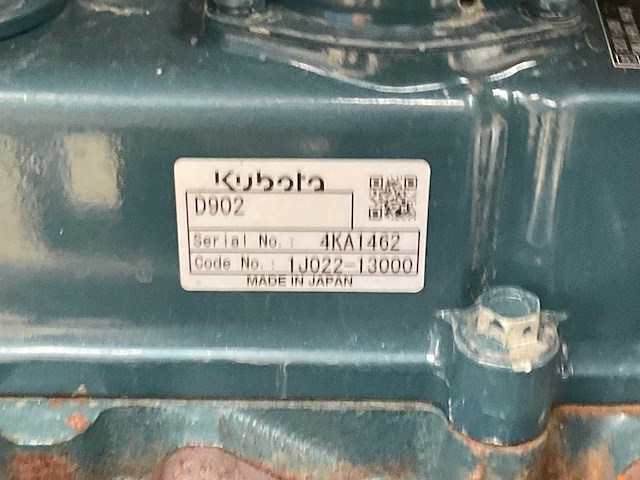 Kubota
D902
Serial No.: 4KA1462
Code No.: 1J022-13000
MADE IN JAPAN